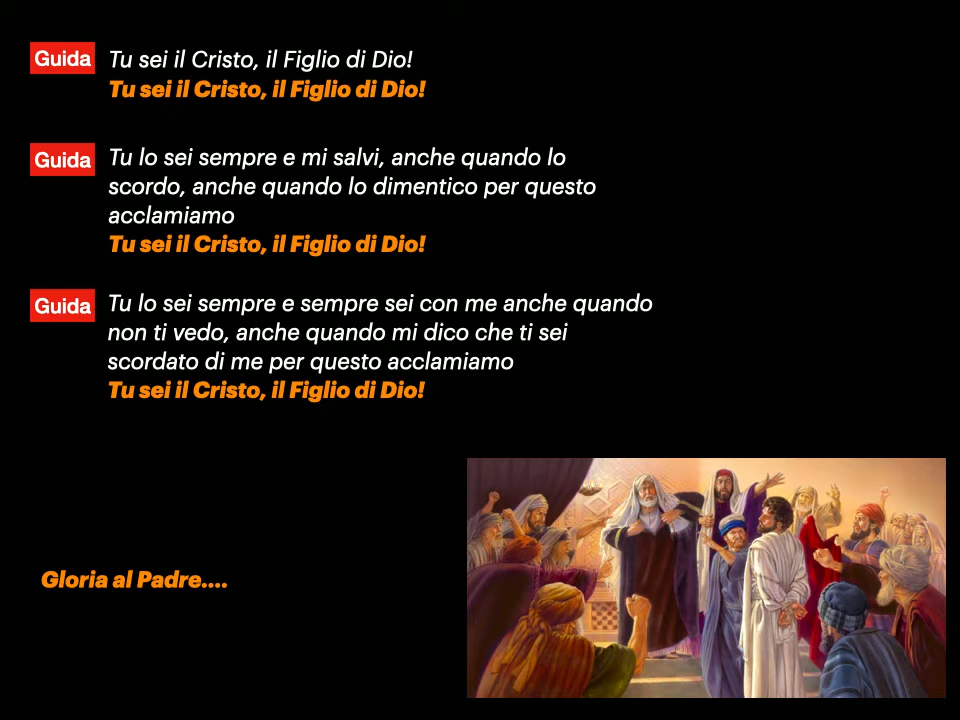 Guida Tu sei il Cristo, il Figlio di Dio!
Tu sei il Cristo, il Figlio di Dio!
Guida Tu lo sei sempre e mi salvi, anche quando lo
scordo, anche quando lo dimentico per questo
acclamiamo
Tu sei il Cristo, il Figlio di Dio!
Guida Tu lo sei sempre e sempre sei con me anche quando
non ti vedo, anche quando mi dico che ti sei
scordato di me per questo acclamiamo
Tu sei il Cristo, il Figlio di Dio!
Gloria al Padre....